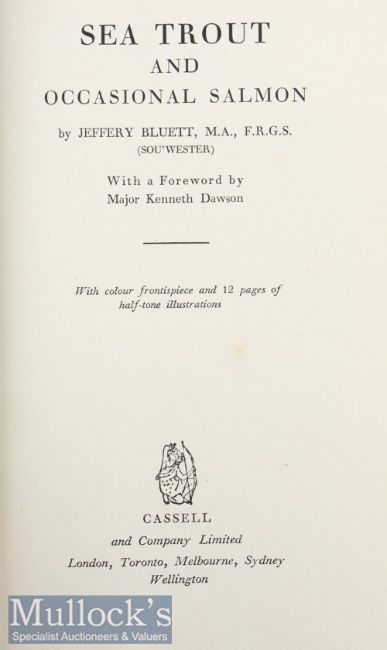 SEA TROUT
AND
OCCASIONAL SALMON
by JEFFERY BLUETT, M.A., F.R.G.S.
(SOU'WESTER)
With a Foreword by
Major Kenneth Dawson
With colour frontispiece and 12 pages of
half-tone illustrations
CASSELL
and Company Limited
London, Toronto, Melbourne, Sydney
Wellington
Mullock's
Specialist Auctioneers & Valuers